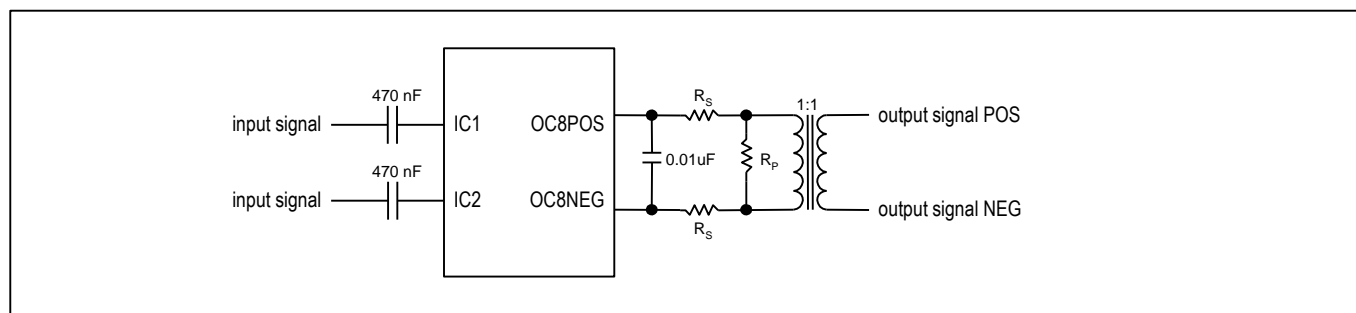 470 nF
input signal
IC1
470 nF
input signal
IC2
OC8POS
OC8NEG
0.01uF
RS
RP
RS
1:1
output signal POS
output signal NEG